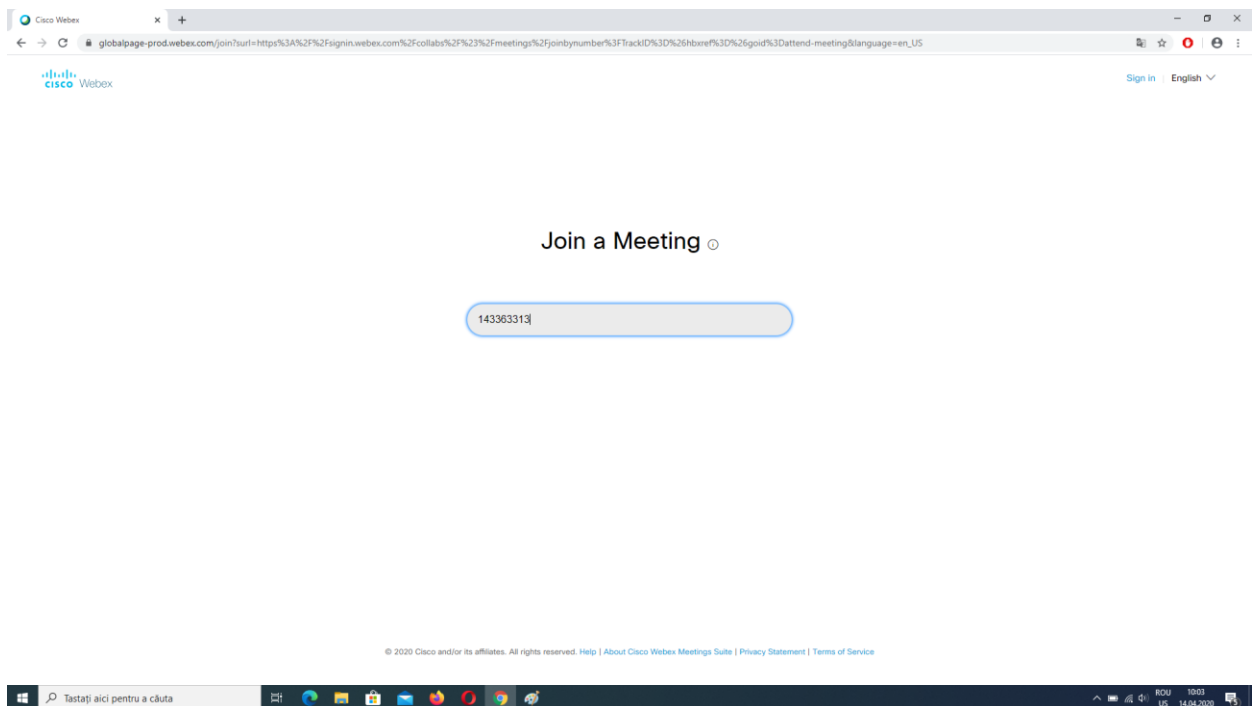 Cisco Webex
globalpage-prod.webex.com/join?surl=https%3A%2F%2Fsignin.webex.com%2Fcollabs%2F%23%2Fmeetings%2Fjoinbynumber%3FTrackID%3D%26hbxref%3D%26goid%3Dattend-meeting&language=en_US
CISCO Webex
Sign in English
Join a Meeting
143363313
© 2020 Cisco and/or its affiliates. All rights reserved. Help | About Cisco Webex Meetings Suite | Privacy Statement | Terms of Service
Tastați aici pentru a căuta
ROU 10:03
US 14.04.2020